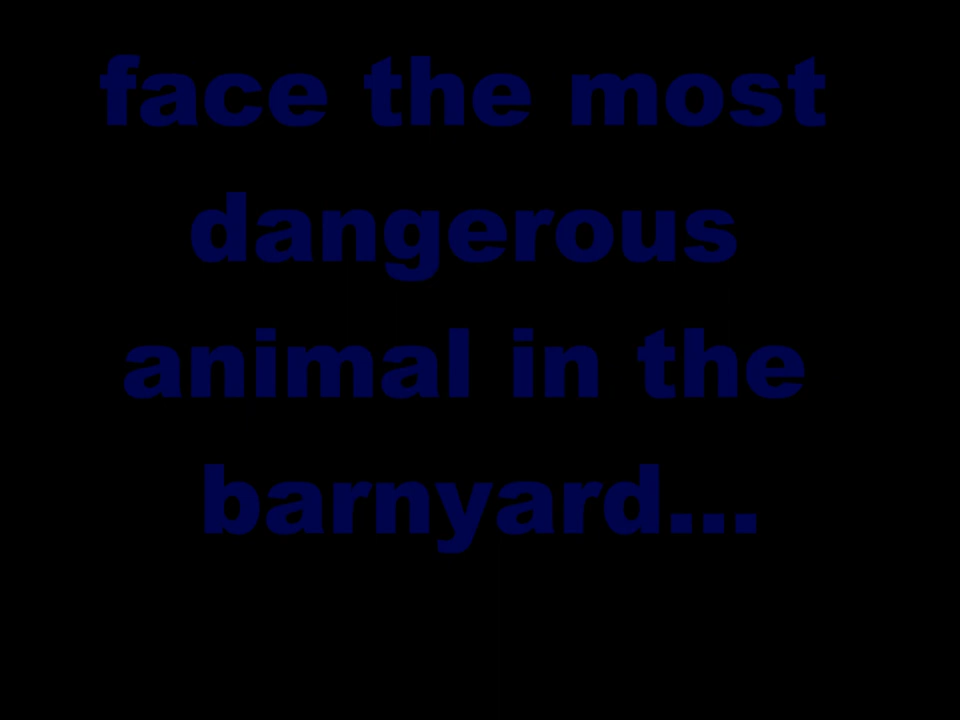 face the most
dangerous
animal in the
barnyard...